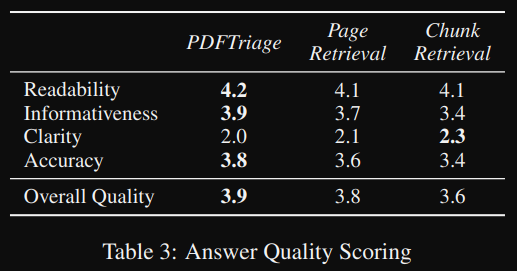 PDFTriage Page Retrieval Chunk Retrieval
Readability 4.2 4.1 4.1
Informativeness 3.9 3.7 3.4
Clarity 2.0 2.1 2.3
Accuracy 3.8 3.6 3.4
Overall Quality 3.9 3.8 3.6
Table 3: Answer Quality Scoring